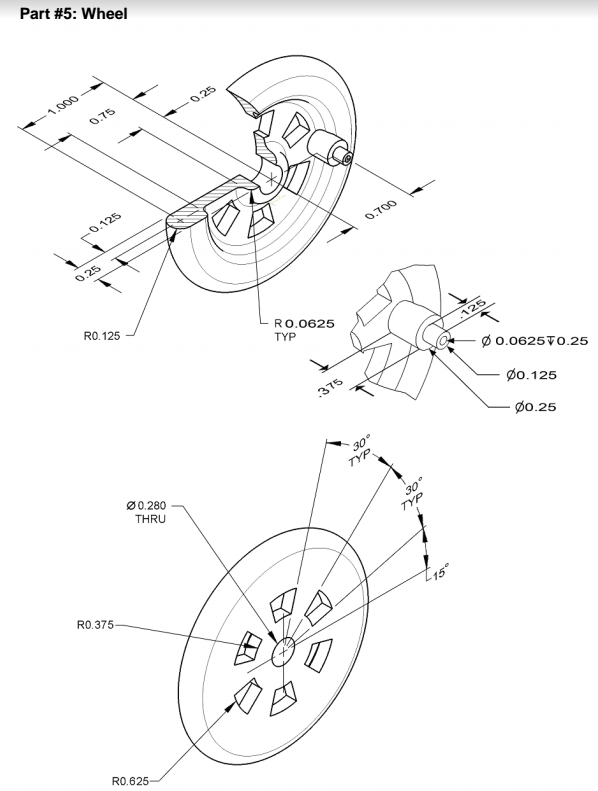 Part #5: Wheel
1.000
0.75
0.25
0.125
0.25
0.700
R0.125
R 0.0625
TYP
.125
Ø 0.0625↧0.25
Ø0.125
.375
Ø0.25
30°
TYP
30°
TYP
15°
Ø0.280
THRU
R0.375
R0.625